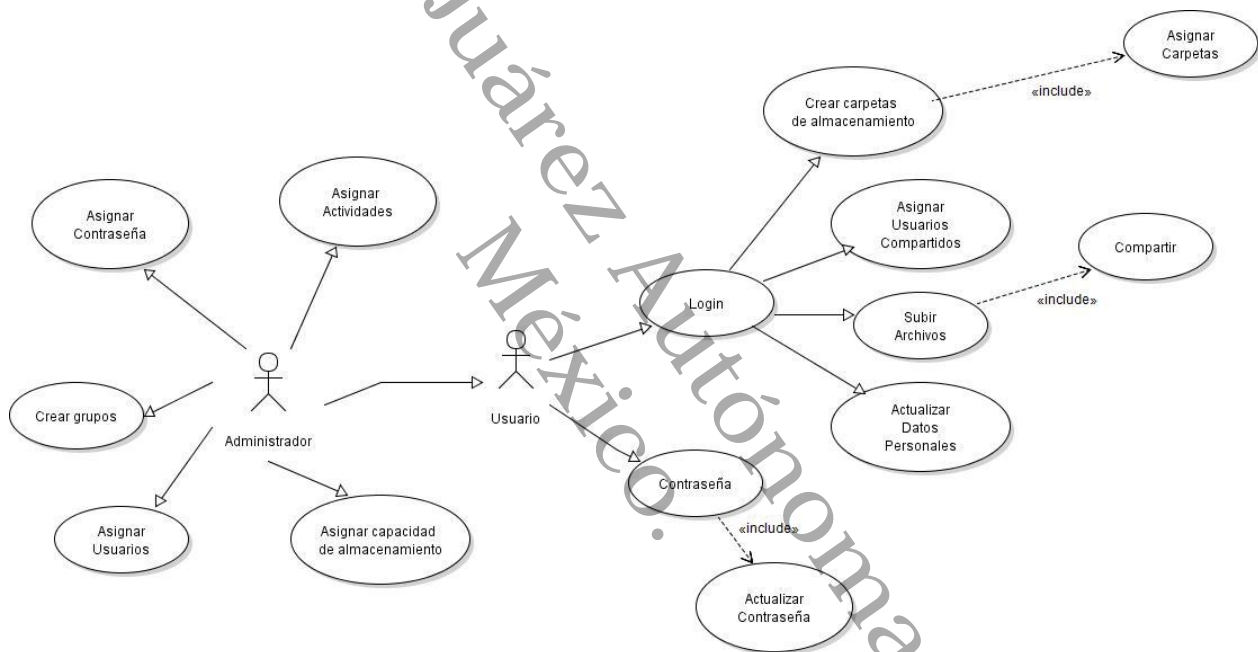 Asignar
Carpetas
«include»
Crear carpetas
de almacenamiento
Asignar
Actividades
Asignar
Contraseña
Asignar
Usuarios
Compartidos
Compartir
«include»
Login
Subir
Archivos
Usuario
Crear grupos
Administrador
Actualizar
Datos
Personales
Contraseña
«include»
Asignar
Usuarios
Asignar capacidad
de almacenamiento
Actualizar
Contraseña
Juárez Autónoma
México.